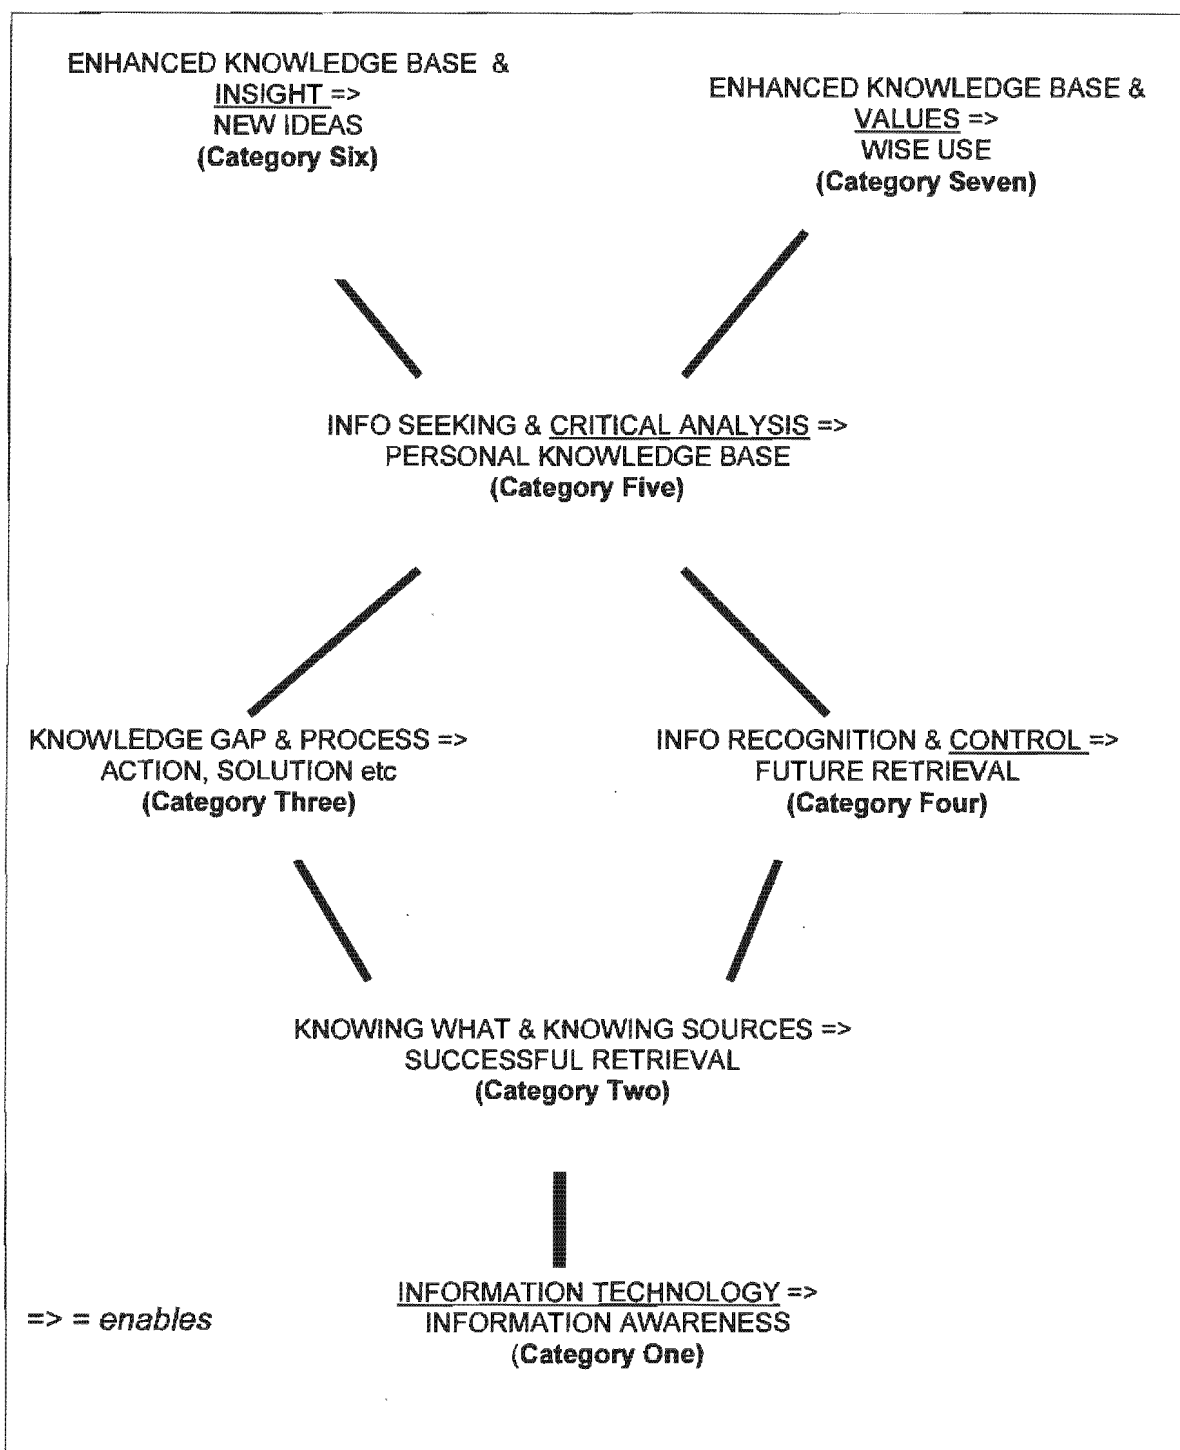 ENHANCED KNOWLEDGE BASE &
INSIGHT =>
NEW IDEAS
(Category Six)
ENHANCED KNOWLEDGE BASE &
VALUES =>
WISE USE
(Category Seven)
INFO SEEKING & CRITICAL ANALYSIS =>
PERSONAL KNOWLEDGE BASE
(Category Five)
KNOWLEDGE GAP & PROCESS =>
ACTION, SOLUTION etc
(Category Three)
INFO RECOGNITION & CONTROL =>
FUTURE RETRIEVAL
(Category Four)
KNOWING WHAT & KNOWING SOURCES =>
SUCCESSFUL RETRIEVAL
(Category Two)
INFORMATION TECHNOLOGY =>
INFORMATION AWARENESS
(Category One)
=> = enables